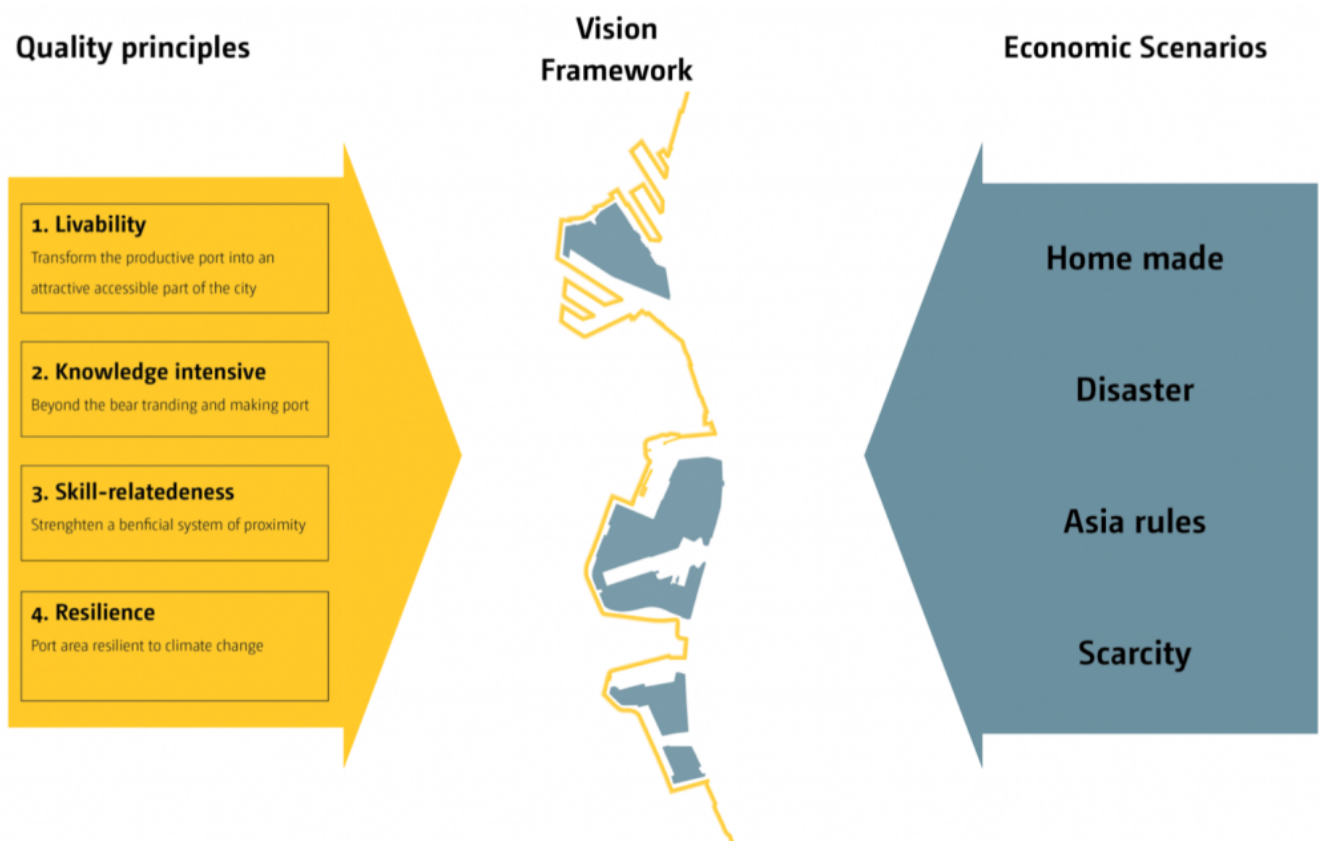 Quality principles
Vision
Framework
Economic Scenarios
1. Livability
Transform the productive port into an
attractive accessible part of the city
2. Knowledge intensive
Beyond the bear tranding and making port
3. Skill-relatedeness
Strenghten a benficial system of proximity
4. Resilience
Port area resilient to climate change
Home made
Disaster
Asia rules
Scarcity